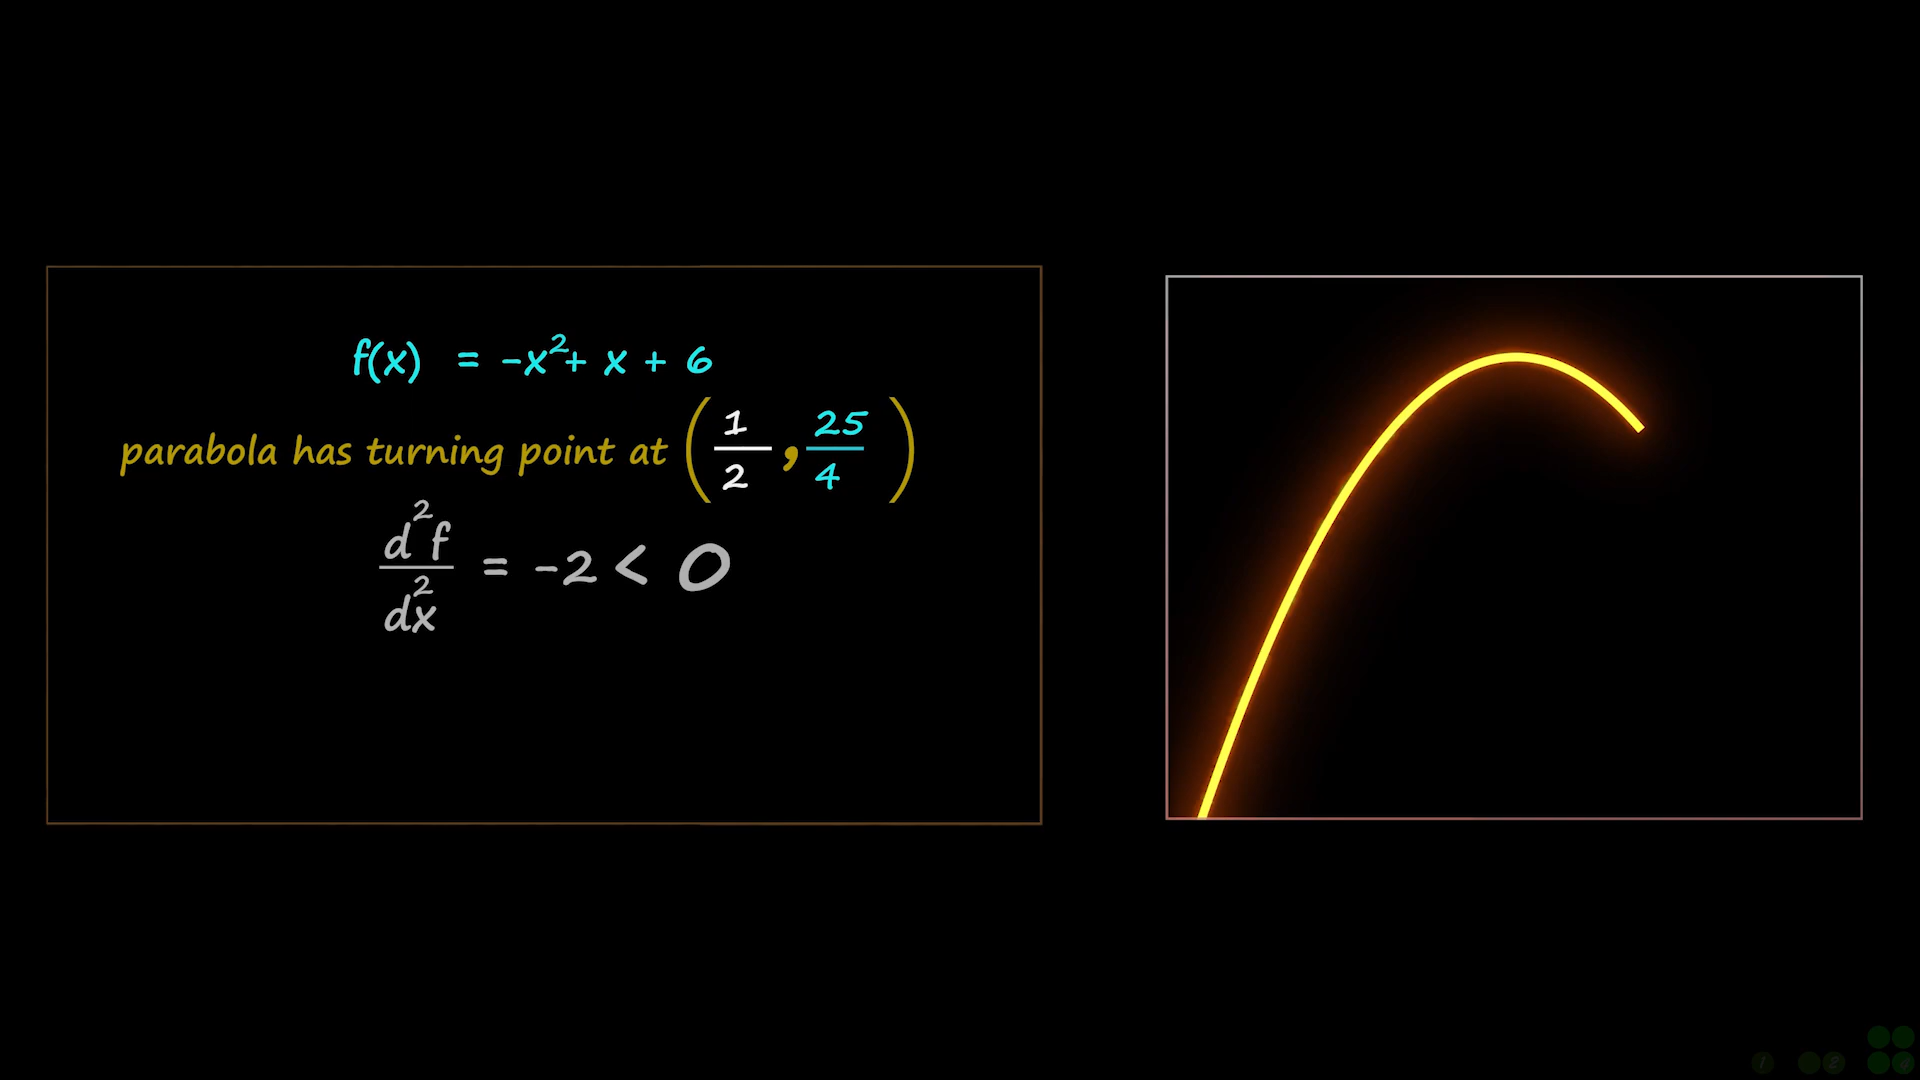 f(x) = -x²+ x + 6
parabola has turning point at (1/2, 25/4)
d²f/dx² = -2 < 0